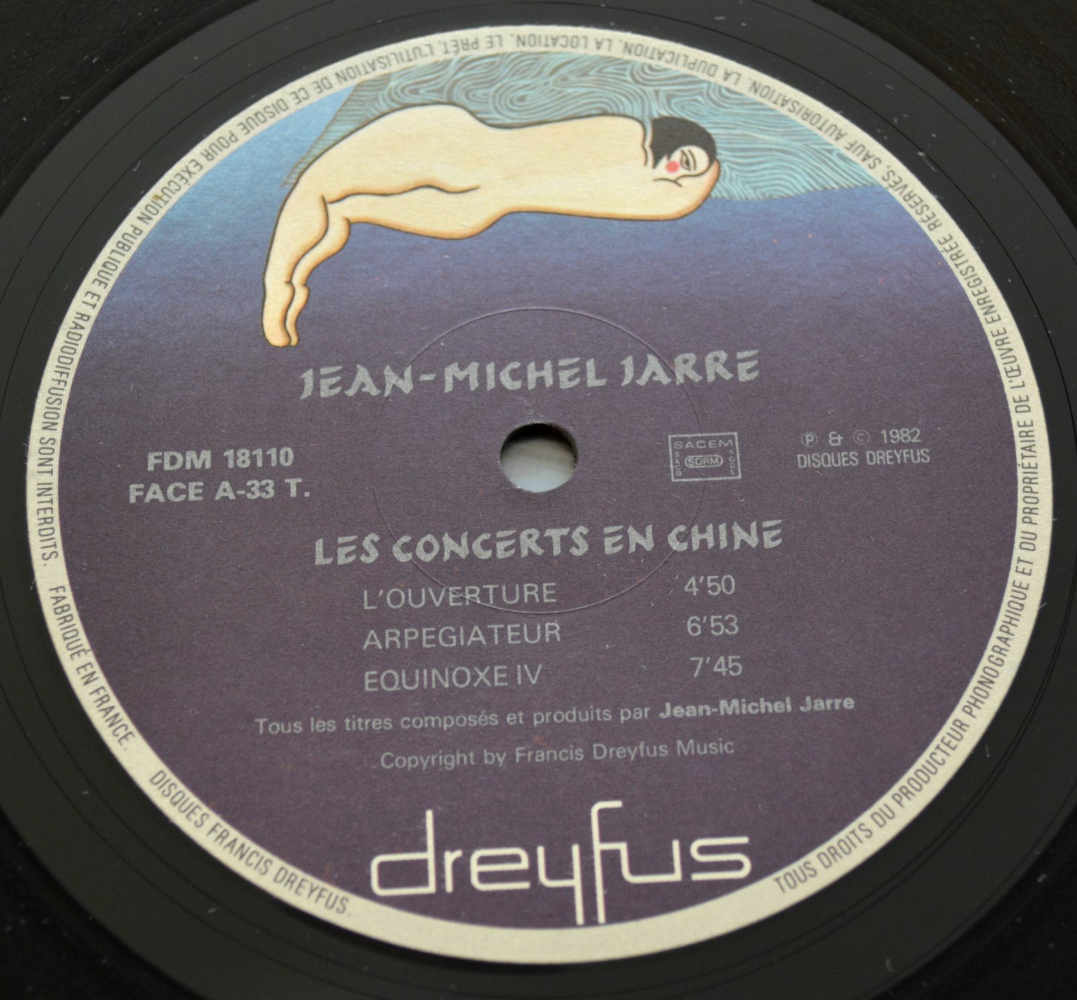 JEAN-MICHEL JARRE
FDM 18110
FACE A-33 T.
SACEM
SDRM
℗ & © 1982
DISQUES DREYFUS
LES CONCERTS EN CHINE
L'OUVERTURE 4'50
ARPEGIATEUR 6'53
EQUINOXE IV 7'45
Tous les titres composés et produits par Jean-Michel Jarre
Copyright by Francis Dreyfus Music
dreyfus
TOUS DROITS DU PRODUCTEUR PHONOGRAPHIQUE ET DU PROPRIÉTAIRE DE L'ŒUVRE ENREGISTRÉE RÉSERVÉS. SAUF AUTORISATION. LA DUPLICATION. LA LOCATION. LE PRÊT. L'UTILISATION DE CE DISQUE POUR EXÉCUTION PUBLIQUE ET RADIODIFFUSION SONT INTERDITS. FABRIQUÉ EN FRANCE. DISQUES FRANCIS DREYFUS.